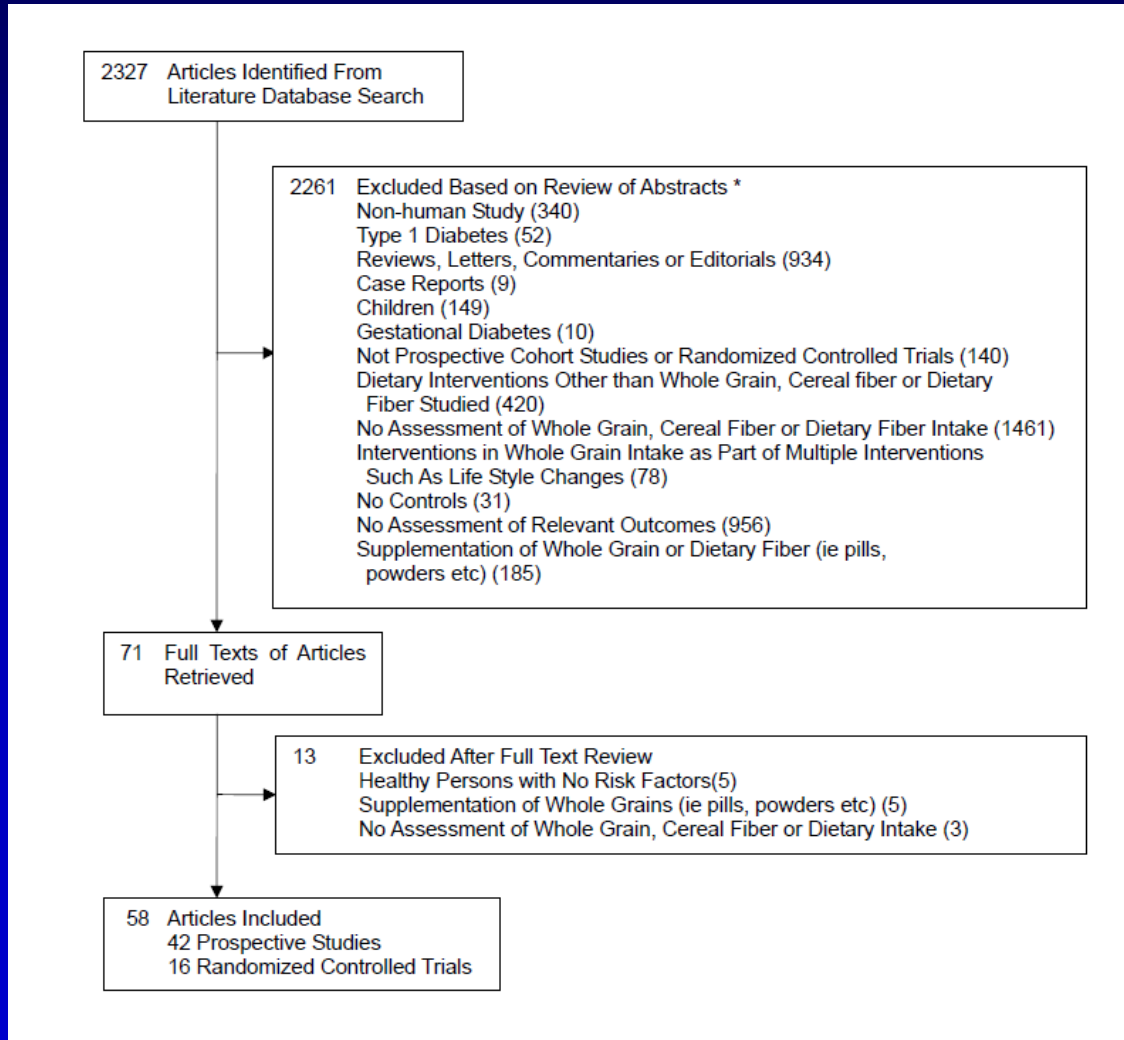 2327 Articles Identified From
Literature Database Search
2261 Excluded Based on Review of Abstracts *
Non-human Study (340)
Type 1 Diabetes (52)
Reviews, Letters, Commentaries or Editorials (934)
Case Reports (9)
Children (149)
Gestational Diabetes (10)
Not Prospective Cohort Studies or Randomized Controlled Trials (140)
Dietary Interventions Other than Whole Grain, Cereal fiber or Dietary
Fiber Studied (420)
No Assessment of Whole Grain, Cereal Fiber or Dietary Fiber Intake (1461)
Interventions in Whole Grain Intake as Part of Multiple Interventions
Such As Life Style Changes (78)
No Controls (31)
No Assessment of Relevant Outcomes (956)
Supplementation of Whole Grain or Dietary Fiber (ie pills,
powders etc) (185)
71 Full Texts of Articles
Retrieved
13 Excluded After Full Text Review
Healthy Persons with No Risk Factors(5)
Supplementation of Whole Grains (ie pills, powders etc) (5)
No Assessment of Whole Grain, Cereal Fiber or Dietary Intake (3)
58 Articles Included
42 Prospective Studies
16 Randomized Controlled Trials